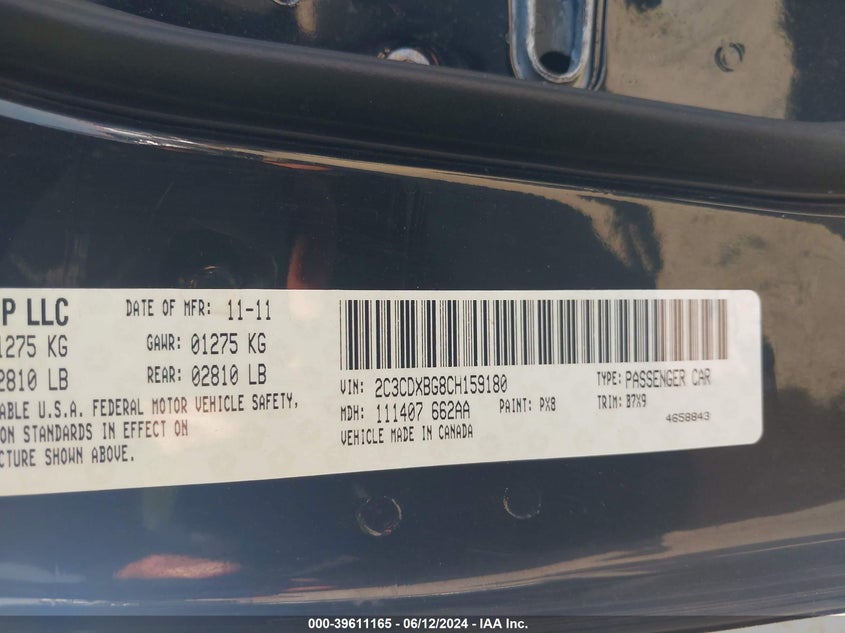 P LLC
DATE OF MFR: 11-11
1275 KG
GAWR: 01275 KG
2810 LB
REAR: 02810 LB
ABLE U.S.A. FEDERAL MOTOR VEHICLE SAFETY,
ON STANDARDS IN EFFECT ON
CTURE SHOWN ABOVE.
VIN: 2C3CDXBG8CH159180
TYPE: PASSENGER CAR
MDH: 111407 662AA
PAINT: PX8
TRIM: B7X9
VEHICLE MADE IN CANADA
4658843
000-39611165 - 06/12/2024 - IAA Inc.